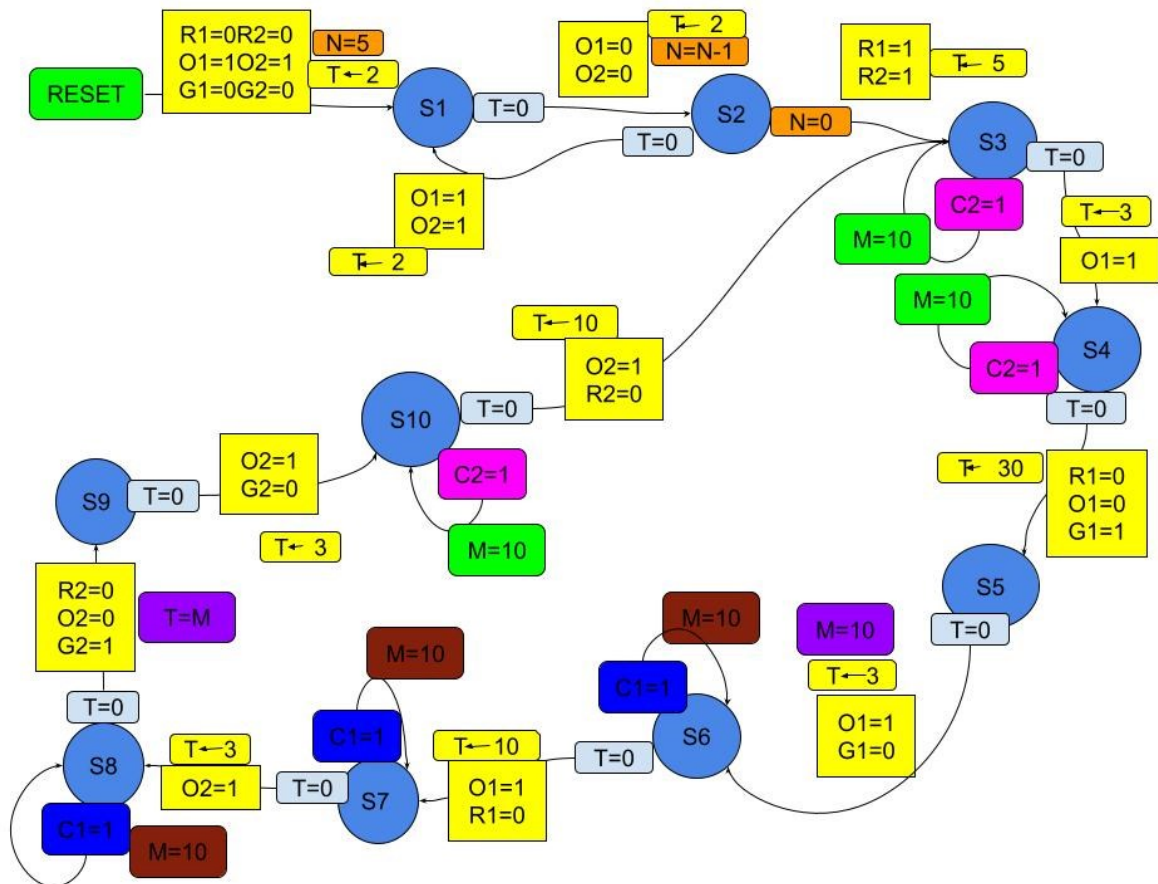 RESET
R1=0R2=0
O1=1O2=1
G1=0G2=0
N=5
T← 2
S1
T=0
O1=0
O2=0
T← 2
N=N-1
S2
T=0
N=0
R1=1
R2=1
T← 5
S3
T=0
O1=1
O2=1
T← 2
C2=1
M=10
T←3
O1=1
M=10
C2=1
S4
T=0
T←10
O2=1
R2=0
S10
T=0
C2=1
M=10
O2=1
G2=0
T← 3
S9
T=0
T← 30
R1=0
O1=0
G1=1
S5
T=0
R2=0
O2=0
G2=1
T=M
M=10
T←3
O1=1
G1=0
M=10
C1=1
S6
T=0
M=10
C1=1
T←10
O1=1
R1=0
S7
T=0
T←3
O2=1
T=0
S8
C1=1
M=10